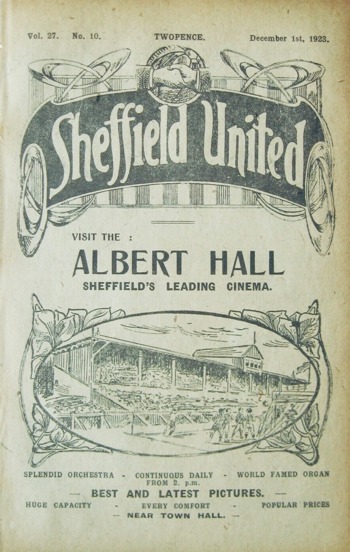 Vol. 27. No. 10. TWOPENCE. December 1st, 1923.
Sheffield United
VISIT THE :
ALBERT HALL
SHEFFIELD'S LEADING CINEMA.
SPLENDID ORCHESTRA - CONTINUOUS DAILY - WORLD FAMED ORGAN
FROM 2. p.m.
— BEST AND LATEST PICTURES. —
HUGE CAPACITY - EVERY COMFORT - POPULAR PRICES
— NEAR TOWN HALL. —